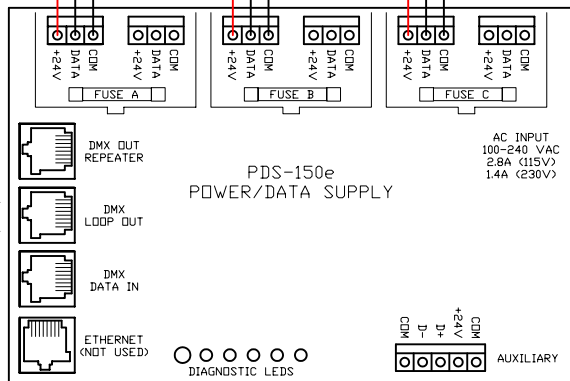 +24V DATA COM +24V DATA COM
FUSE A
+24V DATA COM +24V DATA COM
FUSE B
+24V DATA COM +24V DATA COM
FUSE C
DMX OUT
REPEATER
DMX
LOOP OUT
DMX
DATA IN
ETHERNET
(NOT USED)
PDS-150e
POWER/DATA SUPPLY
AC INPUT
100-240 VAC
2.8A (115V)
1.4A (230V)
DIAGNOSTIC LEDS
COM D- D+ +24V COM
AUXILIARY